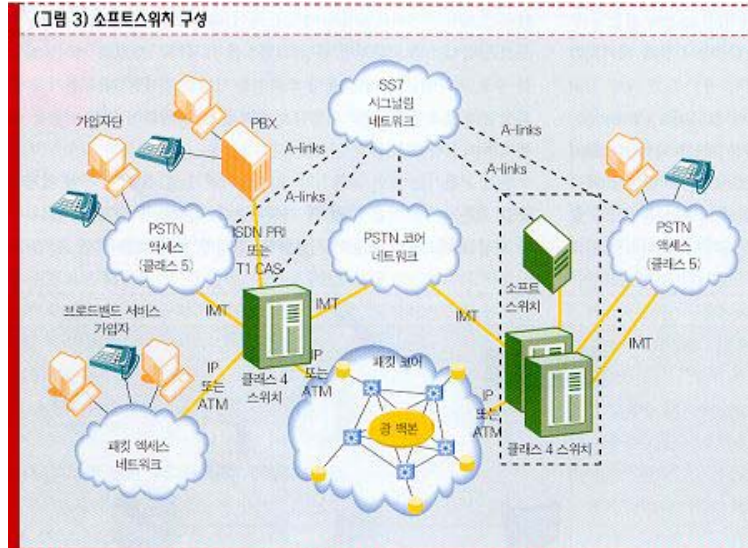 (그림 3) 소프트스위치 구성
SS7
시그널링
네트워크
가입자단
PBX
A-links
A-links
A-links
A-links
PSTN
액세스
(클래스 5)
ISDN PRI
또는
T1 CAS
PSTN 코어
네트워크
소프트
스위치
PSTN
액세스
(클래스 5)
브로드밴드 서비스
가입자
IMT
IMT
IMT
IMT
IP
또는
ATM
클래스 4
스위치
IP
또는
ATM
패킷 코어
광 백본
IP
또는
ATM
클래스 4 스위치
패킷 액세스
네트워크